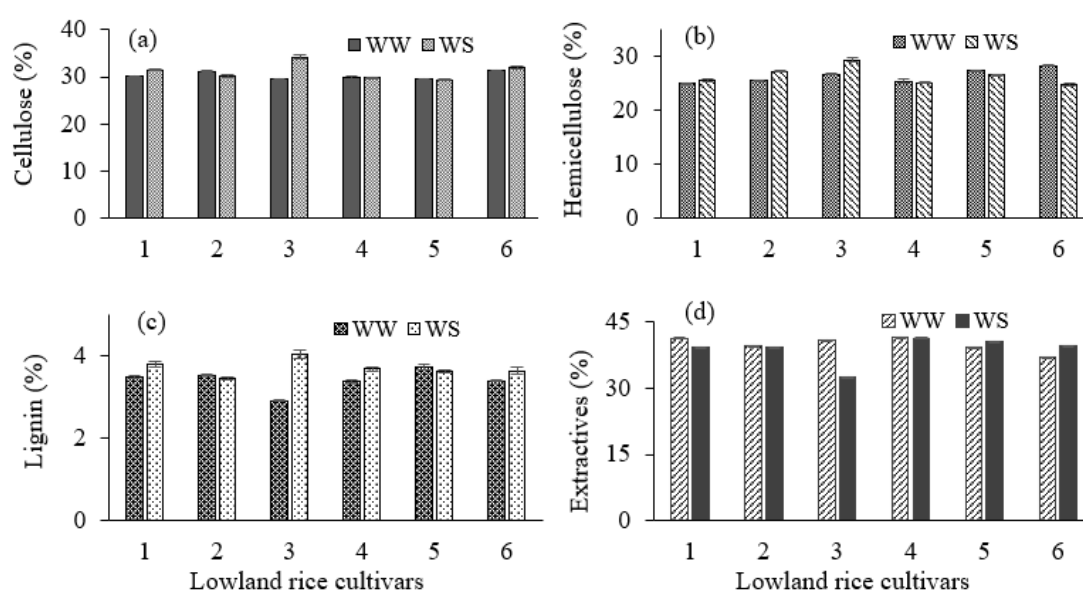 (a)
WW WS
Cellulose (%)
40
30
20
10
0
1 2 3 4 5 6
(b)
WW WS
Hemicellulose (%)
30
20
10
0
1 2 3 4 5 6
(c)
WW WS
Lignin (%)
4
2
0
1 2 3 4 5 6
Lowland rice cultivars
(d)
WW WS
Extractives (%)
45
30
15
0
1 2 3 4 5 6
Lowland rice cultivars